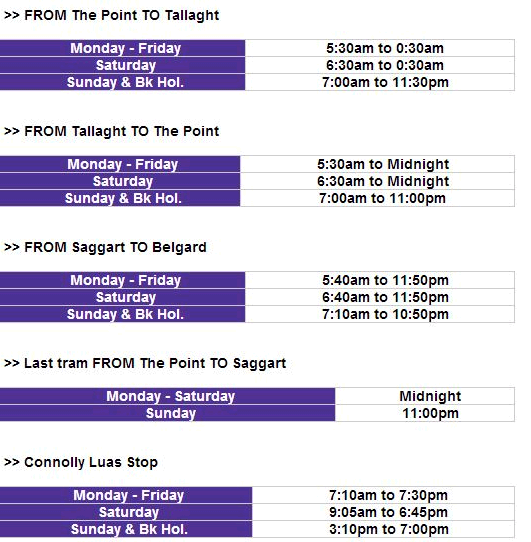 >> FROM The Point TO Tallaght
Monday - Friday 5:30am to 0:30am
Saturday 6:30am to 0:30am
Sunday & Bk Hol. 7:00am to 11:30pm
>> FROM Tallaght TO The Point
Monday - Friday 5:30am to Midnight
Saturday 6:30am to Midnight
Sunday & Bk Hol. 7:00am to 11:00pm
>> FROM Saggart TO Belgard
Monday - Friday 5:40am to 11:50pm
Saturday 6:40am to 11:50pm
Sunday & Bk Hol. 7:10am to 10:50pm
>> Last tram FROM The Point TO Saggart
Monday - Saturday Midnight
Sunday 11:00pm
>> Connolly Luas Stop
Monday - Friday 7:10am to 7:30pm
Saturday 9:05am to 6:45pm
Sunday & Bk Hol. 3:10pm to 7:00pm